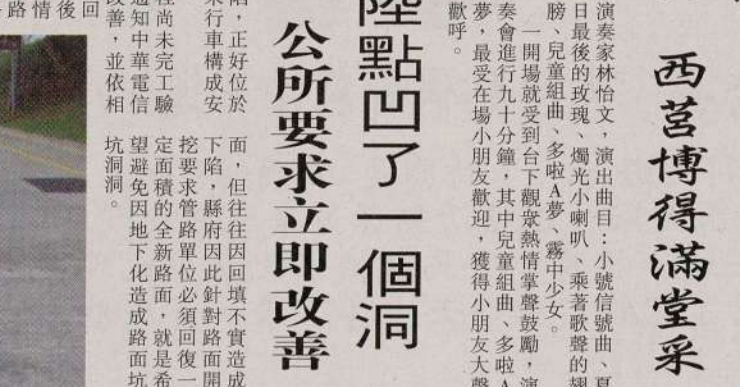 西莒博得滿堂采
演奏家林怡文，演出曲目：小號信號曲、夏
日最後的玫瑰、燭光小喇叭、乘著歌聲的翅
膀、兒童組曲、多啦A夢、霧中少女。
一開場就受到台下觀眾熱情掌聲鼓勵，演
奏會進行九十分鐘，其中兒童組曲、多啦A
夢，最受在場小朋友歡迎，獲得小朋友大聲
歡呼。
陸點凹了一個洞
公所要求立即改善
面，但往往因回填不實造成
下陷，縣府因此針對路面開
挖要求管路單位必須回復一
定面積的全新路面，就是希
望避免因地下化造成路面坑
坑洞洞。
陷，正好位於
來行車構成安
程尚未完工驗
通知中華電信
改善，並依相
路情後回